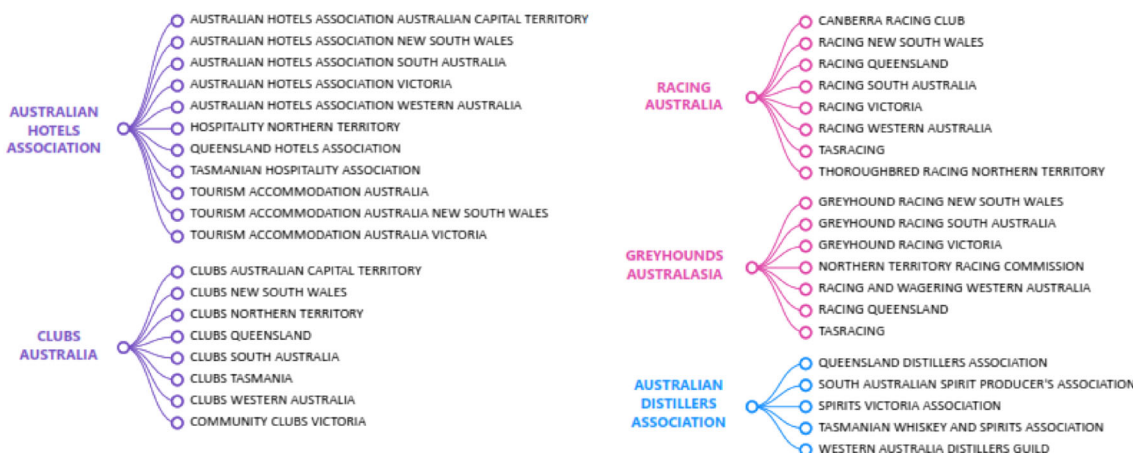 AUSTRALIAN
HOTELS
ASSOCIATION
AUSTRALIAN HOTELS ASSOCIATION AUSTRALIAN CAPITAL TERRITORY
AUSTRALIAN HOTELS ASSOCIATION NEW SOUTH WALES
AUSTRALIAN HOTELS ASSOCIATION SOUTH AUSTRALIA
AUSTRALIAN HOTELS ASSOCIATION VICTORIA
AUSTRALIAN HOTELS ASSOCIATION WESTERN AUSTRALIA
HOSPITALITY NORTHERN TERRITORY
QUEENSLAND HOTELS ASSOCIATION
TASMANIAN HOSPITALITY ASSOCIATION
TOURISM ACCOMMODATION AUSTRALIA
TOURISM ACCOMMODATION AUSTRALIA NEW SOUTH WALES
TOURISM ACCOMMODATION AUSTRALIA VICTORIA
CLUBS
AUSTRALIA
CLUBS AUSTRALIAN CAPITAL TERRITORY
CLUBS NEW SOUTH WALES
CLUBS NORTHERN TERRITORY
CLUBS QUEENSLAND
CLUBS SOUTH AUSTRALIA
CLUBS TASMANIA
CLUBS WESTERN AUSTRALIA
COMMUNITY CLUBS VICTORIA
RACING
AUSTRALIA
CANBERRA RACING CLUB
RACING NEW SOUTH WALES
RACING QUEENSLAND
RACING SOUTH AUSTRALIA
RACING VICTORIA
RACING WESTERN AUSTRALIA
TASRACING
THOROUGHBRED RACING NORTHERN TERRITORY
GREYHOUNDS
AUSTRALASIA
GREYHOUND RACING NEW SOUTH WALES
GREYHOUND RACING SOUTH AUSTRALIA
GREYHOUND RACING VICTORIA
NORTHERN TERRITORY RACING COMMISSION
RACING AND WAGERING WESTERN AUSTRALIA
RACING QUEENSLAND
TASRACING
AUSTRALIAN
DISTILLERS
ASSOCIATION
QUEENSLAND DISTILLERS ASSOCIATION
SOUTH AUSTRALIAN SPIRIT PRODUCER'S ASSOCIATION
SPIRITS VICTORIA ASSOCIATION
TASMANIAN WHISKEY AND SPIRITS ASSOCIATION
WESTERN AUSTRALIA DISTILLERS GUILD